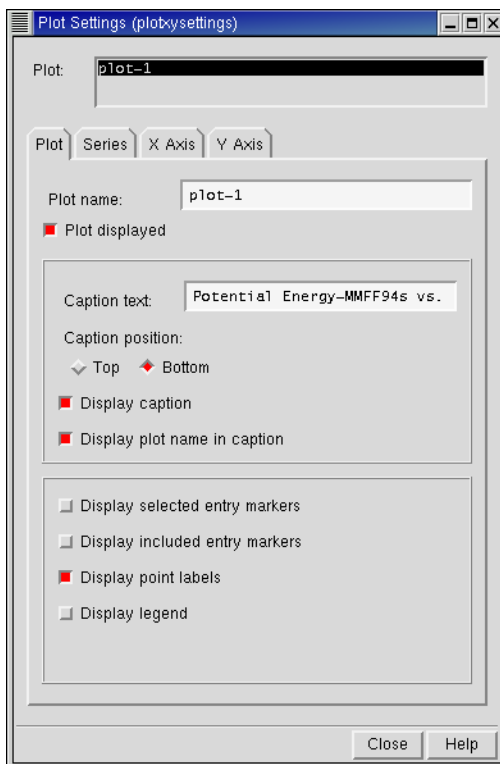 Plot Settings (plotxysettings)
Plot: plot-1
Plot Series X Axis Y Axis
Plot name: plot-1
Plot displayed
Caption text: Potential Energy-MMFF94s vs.
Caption position:
Top Bottom
Display caption
Display plot name in caption
Display selected entry markers
Display included entry markers
Display point labels
Display legend
Close Help